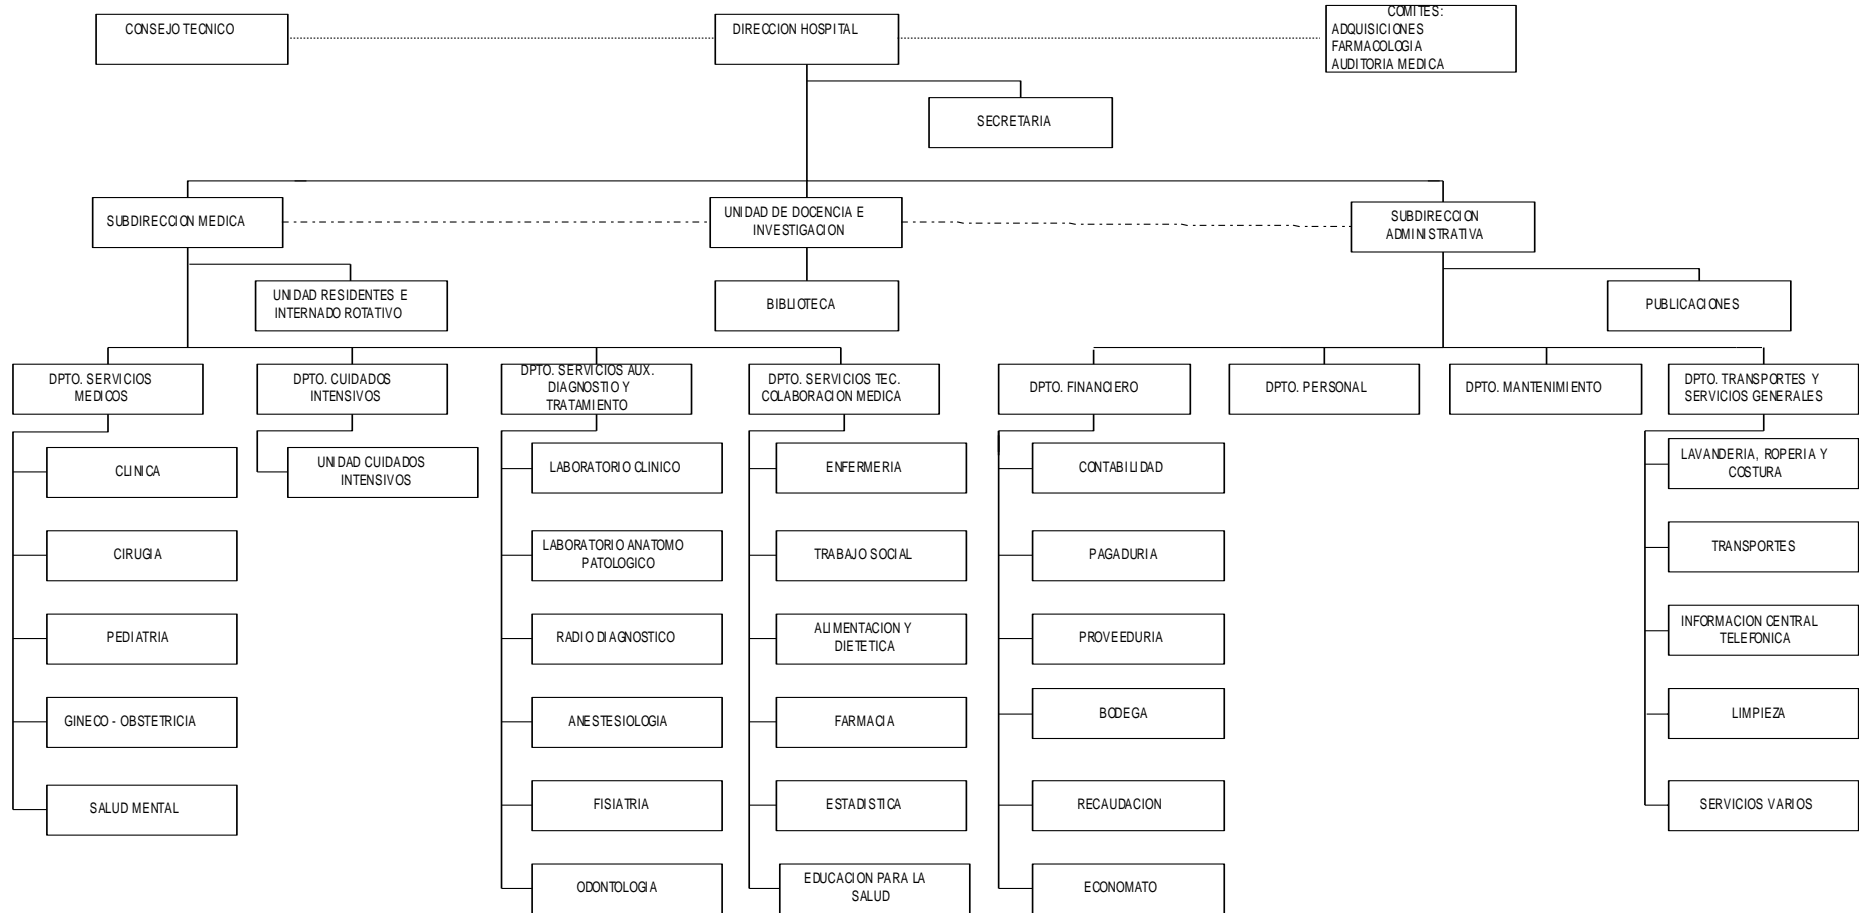 CONSEJO TECNICO
DIRECCION HOSPITAL
COMITES:
ADQUISICIONES
FARMACOLOGIA
AUDITORIA MEDICA
SECRETARIA
SUBDIRECCION MEDICA
UNIDAD DE DOCENCIA E
INVESTIGACION
SUBDIRECCION
ADMINISTRATIVA
UNIDAD RESIDENTES E
INTERNADO ROTATIVO
BIBLIOTECA
PUBLICACIONES
DPTO. SERVICIOS
MEDICOS
DPTO. CUIDADOS
INTENSIVOS
DPTO. SERVICIOS AUX.
DIAGNOSTIO Y
TRATAMIENTO
DPTO. SERVICIOS TEC.
COLABORACION MEDICA
DPTO. FINANCIERO
DPTO. PERSONAL
DPTO. MANTENIMIENTO
DPTO. TRANSPORTES Y
SERVICIOS GENERALES
CLINICA
UNIDAD CUIDADOS
INTENSIVOS
LABORATORIO CLINICO
ENFERMERIA
CONTABILIDAD
LAVANDERIA, ROPERIA Y
COSTURA
CIRUGIA
LABORATORIO ANATOMO
PATOLOGICO
TRABAJO SOCIAL
PAGADURIA
TRANSPORTES
PEDIATRIA
RADIO DIAGNOSTICO
ALIMENTACION Y
DIETETICA
PROVEEDURIA
INFORMACION CENTRAL
TELEFONICA
GINECO - OBSTETRICIA
ANESTESIOLOGIA
FARMACIA
BODEGA
LIMPIEZA
SALUD MENTAL
FISIATRIA
ESTADISTICA
RECAUDACION
SERVICIOS VARIOS
ODONTOLOGIA
EDUCACION PARA LA
SALUD
ECONOMATO